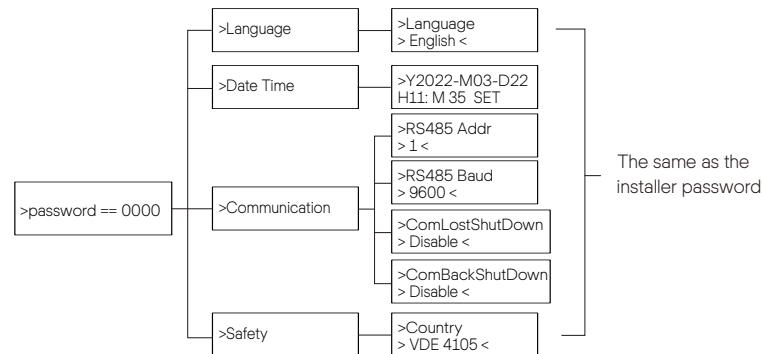 >password == 0000
>Language
>Language
> English <
>Date Time
>Y2022-M03-D22
H11: M 35 SET
>Communication
>RS485 Addr
> 1 <
>RS485 Baud
> 9600 <
>ComLostShutDown
> Disable <
>ComBackShutDown
> Disable <
>Safety
>Country
> VDE 4105 <
The same as the
installer password